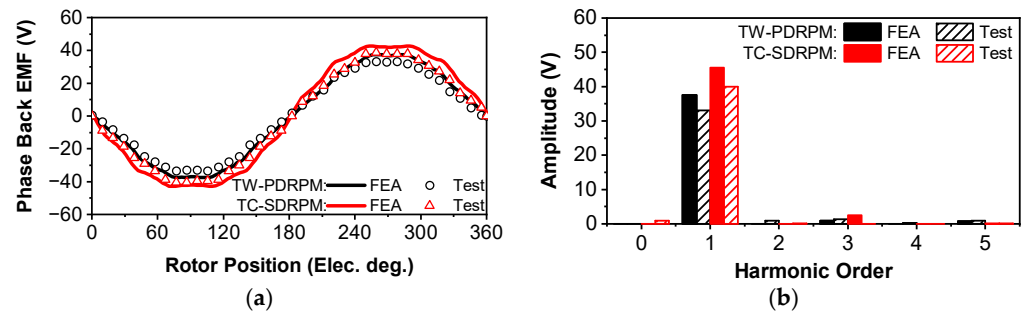 60
40
20
0
−20
−40
−60
Phase Back EMF (V)
TW-PDRPM: FEA Test
TC-SDRPM: FEA Test
0 60 120 180 240 300 360
Rotor Position (Elec. deg.)
(a)
60
50
40
30
20
10
0
Amplitude (V)
TW-PDRPM: FEA Test
TC-SDRPM: FEA Test
0 1 2 3 4 5
Harmonic Order
(b)